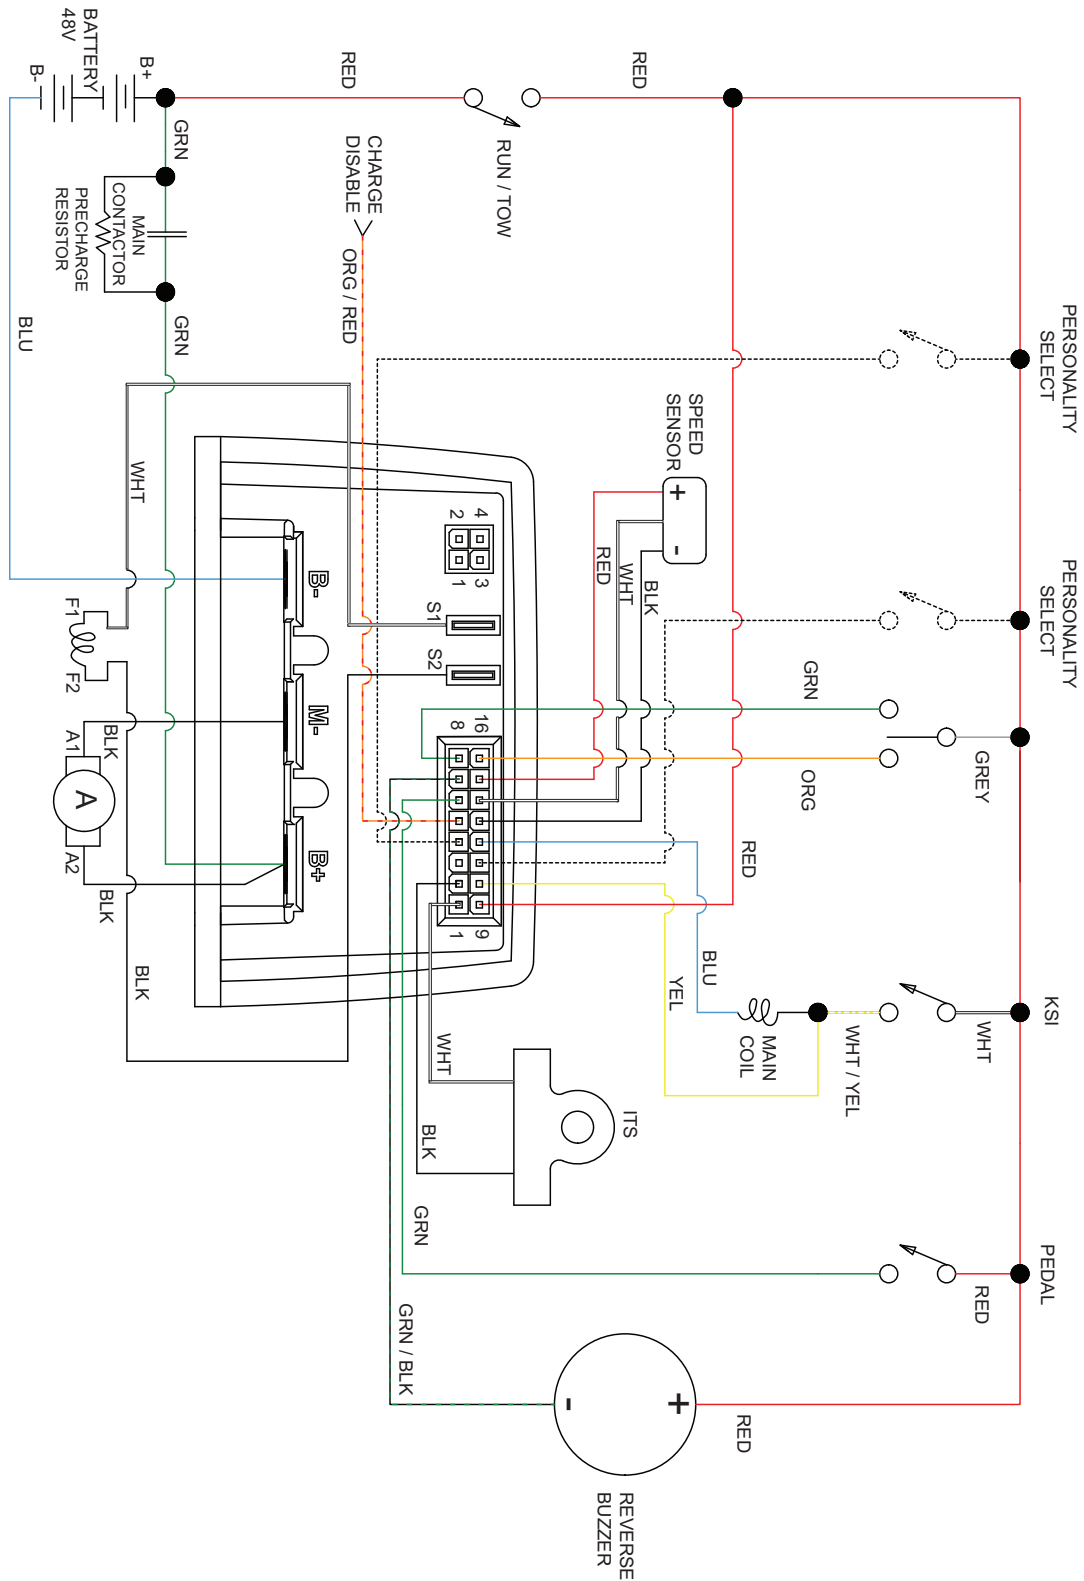 BATTERY
48V
B+
B-
RED
RED
RUN / TOW
GRN
MAIN
CONTACTOR
PRECHARGE
RESISTOR
GRN
BLU
CHARGE
DISABLE
ORG / RED
PERSONALITY
SELECT
SPEED
SENSOR
+
-
RED
WHT
BLK
WHT
PERSONALITY
SELECT
GRN
ORG
GREY
4
2
3
1
S1
S2
B-
M-
B+
F1
F2
A1
BLK
A
A2
BLK
BLK
16
8
9
1
RED
BLU
YEL
MAIN
COIL
WHT / YEL
WHT
KSI
WHT
BLK
ITS
GRN
GRN / BLK
PEDAL
RED
+
-
RED
REVERSE
BUZZER